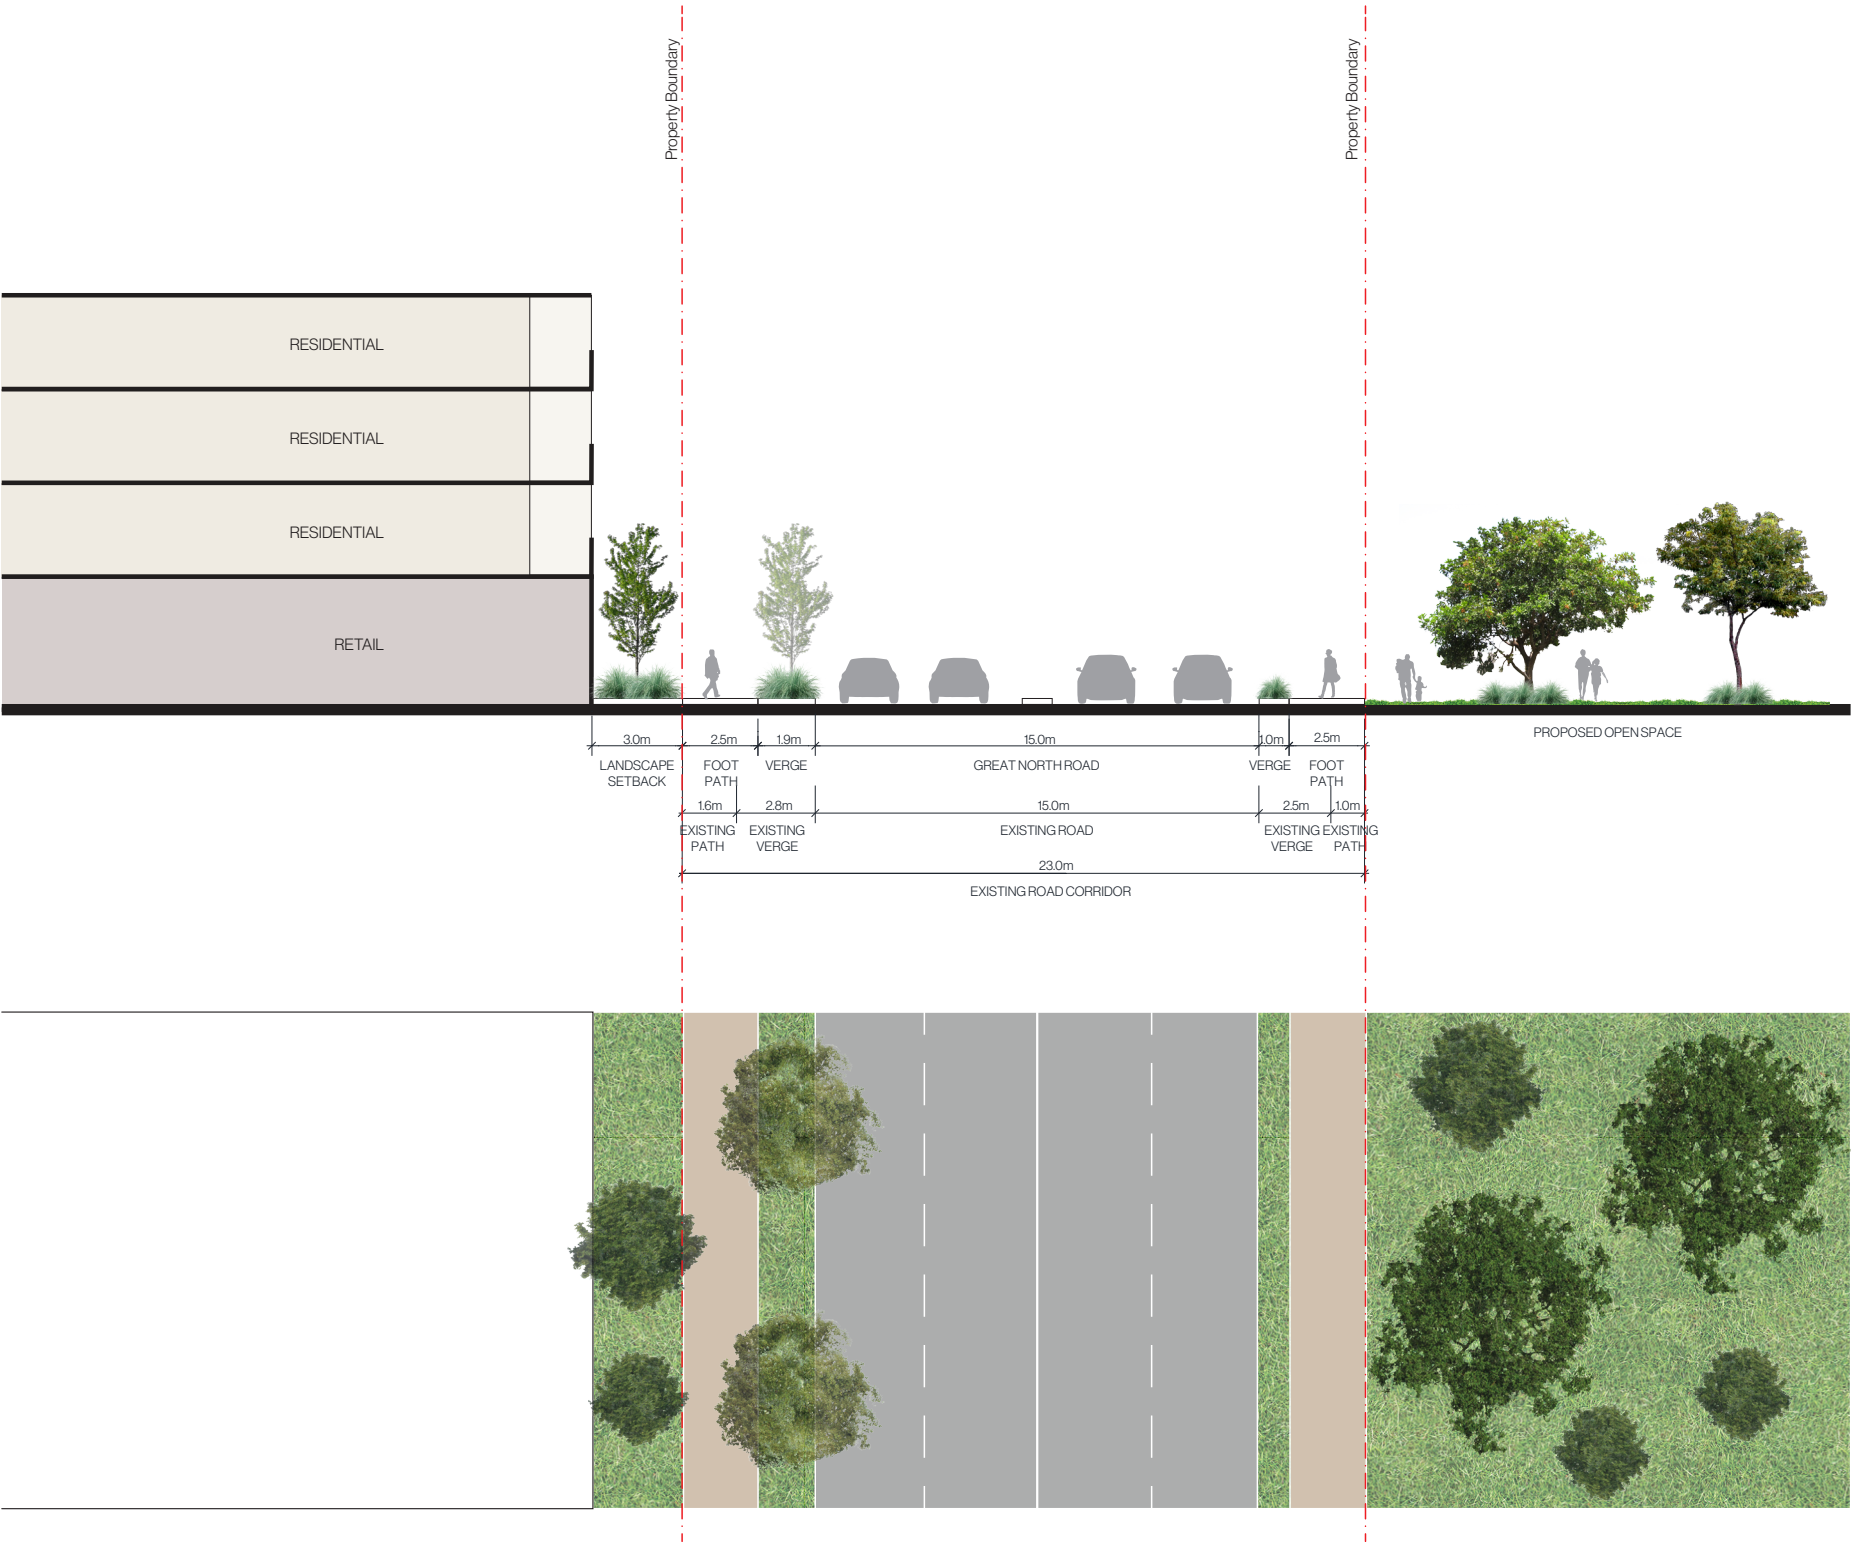 Property Boundary
Property Boundary
RESIDENTIAL
RESIDENTIAL
RESIDENTIAL
RETAIL
PROPOSED OPEN SPACE
3.0m 2.5m 1.9m 15.0m 1.0m 2.5m
LANDSCAPE FOOT VERGE GREAT NORTH ROAD VERGE FOOT
SETBACK PATH PATH
1.6m 2.8m 15.0m 2.5m 1.0m
EXISTING EXISTING EXISTING ROAD EXISTING EXISTING
PATH VERGE VERGE PATH
23.0m
EXISTING ROAD CORRIDOR